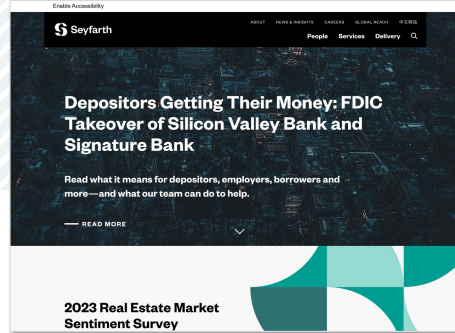 Enable Accessibility
Seyfarth
ABOUT NEWS & INSIGHTS CAREERS GLOBAL REACH 中文网站
People Services Delivery
Depositors Getting Their Money: FDIC
Takeover of Silicon Valley Bank and
Signature Bank
Read what it means for depositors, employers, borrowers and
more—and what our team can do to help.
READ MORE
2023 Real Estate Market
Sentiment Survey